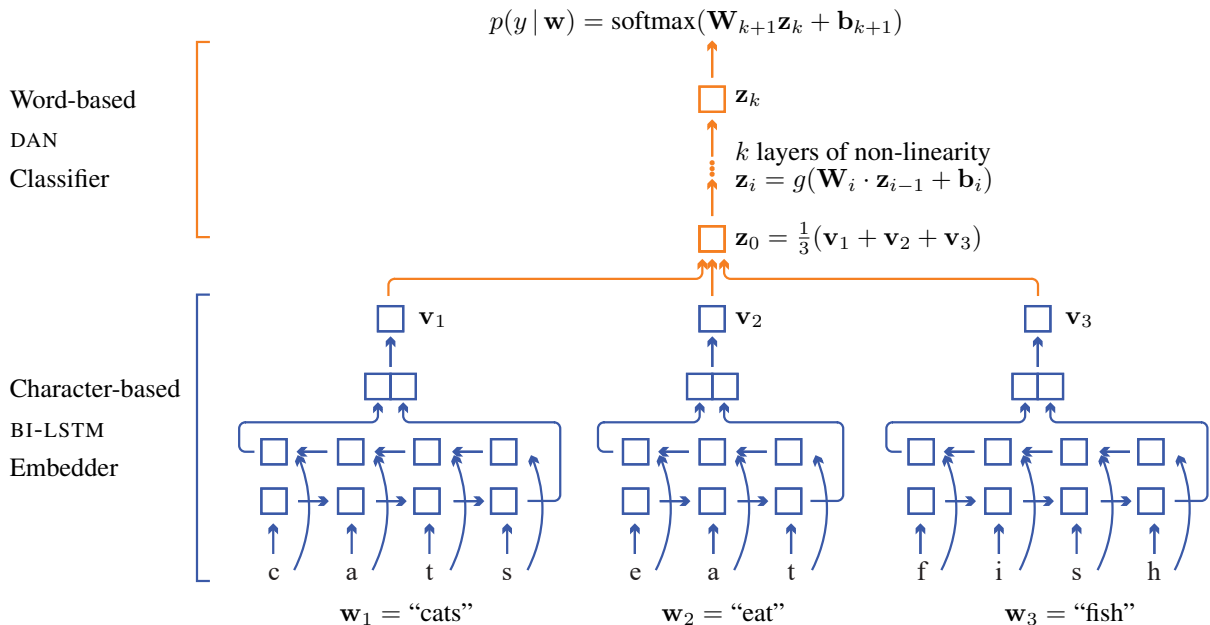 p(y | w) = softmax(W_{k+1}z_k + b_{k+1})
Word-based
DAN
Classifier
z_k
k layers of non-linearity
z_i = g(W_i · z_{i−1} + b_i)
z_0 = \frac{1}{3}(v_1 + v_2 + v_3)
v_1 v_2 v_3
Character-based
BI-LSTM
Embedder
c a t s e a t f i s h
w_1 = “cats” w_2 = “eat” w_3 = “fish”